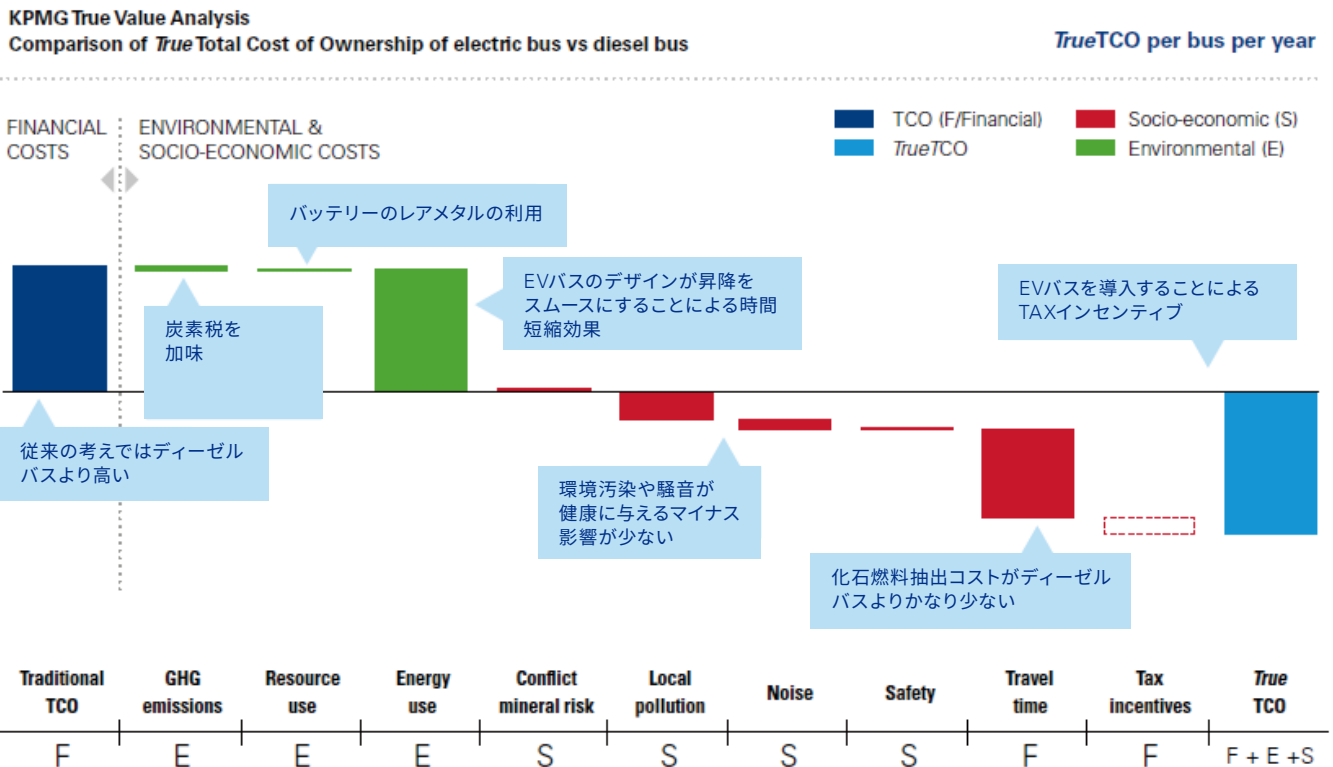 KPMG True Value Analysis
Comparison of True Total Cost of Ownership of electric bus vs diesel bus
TrueTCO per bus per year
FINANCIAL
COSTS
ENVIRONMENTAL &
SOCIO-ECONOMIC COSTS
TCO (F/Financial)
Socio-economic (S)
TrueTCO
Environmental (E)
バッテリーのレアメタルの利用
EVバスのデザインが昇降を
スムースにすることによる時間
短縮効果
EVバスを導入することによる
TAXインセンティブ
炭素税を
加味
従来の考えではディーゼル
バスより高い
環境汚染や騒音が
健康に与えるマイナス
影響が少ない
化石燃料抽出コストがディーゼル
バスよりかなり少ない
Traditional
TCO
GHG
emissions
Resource
use
Energy
use
Conflict
mineral risk
Local
pollution
Noise
Safety
Travel
time
Tax
incentives
True
TCO
F
E
E
E
S
S
S
S
F
F
F + E +S